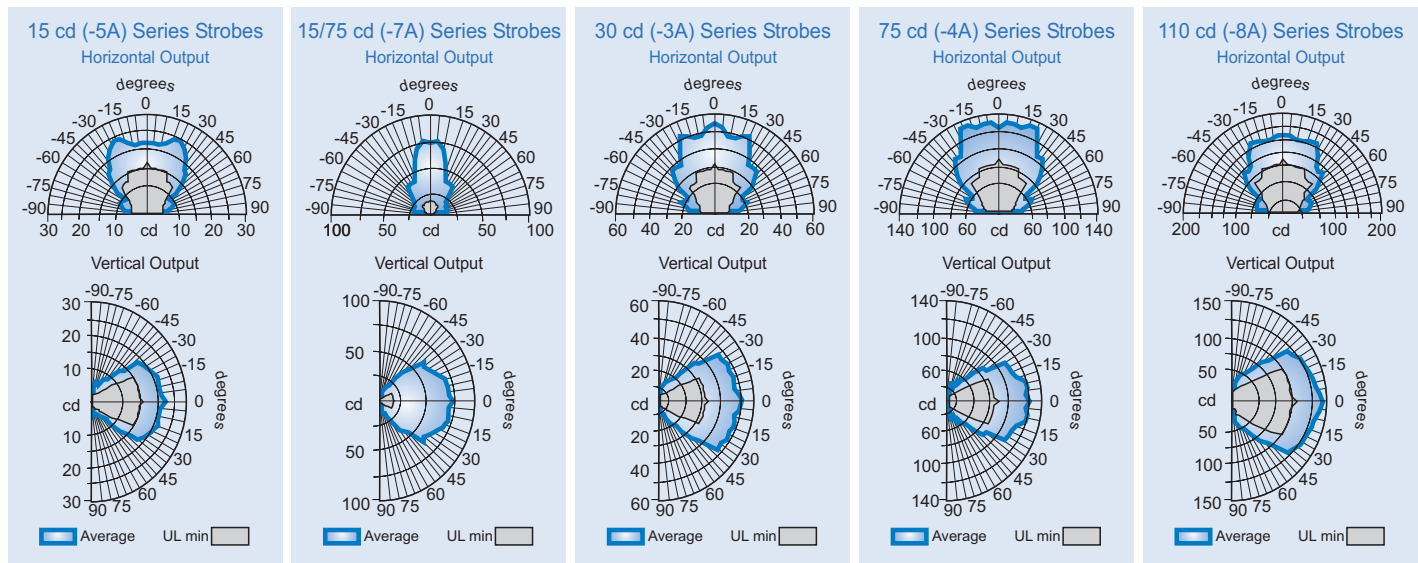 15 cd (-5A) Series Strobes
Horizontal Output
degrees
-90 -75 -60 -45 -30 -15 0 15 30 45 60 75 90
30 20 10 cd 10 20 30
Vertical Output
30 20 10 cd 10 20 30
-90 -75 -60 -45 -30 -15 0 15 30 45 60 75 90
degrees
Average UL min
15/75 cd (-7A) Series Strobes
Horizontal Output
degrees
-90 -75 -60 -45 -30 -15 0 15 30 45 60 75 90
100 50 cd 50 100
Vertical Output
100 50 cd 50 100
-90 -75 -60 -45 -30 -15 0 15 30 45 60 75 90
degrees
Average UL min
30 cd (-3A) Series Strobes
Horizontal Output
degrees
-90 -75 -60 -45 -30 -15 0 15 30 45 60 75 90
60 40 20 cd 20 40 60
Vertical Output
60 40 20 cd 20 40 60
-90 -75 -60 -45 -30 -15 0 15 30 45 60 75 90
degrees
Average UL min
75 cd (-4A) Series Strobes
Horizontal Output
degrees
-90 -75 -60 -45 -30 -15 0 15 30 45 60 75 90
140 100 60 cd 60 100 140
Vertical Output
140 100 60 cd 60 100 140
-90 -75 -60 -45 -30 -15 0 15 30 45 60 75 90
degrees
Average UL min
110 cd (-8A) Series Strobes
Horizontal Output
degrees
-90 -75 -60 -45 -30 -15 0 15 30 45 60 75 90
200 100 cd 100 200
Vertical Output
150 100 50 cd 50 100 150
-90 -75 -60 -45 -30 -15 0 15 30 45 60 75 90
degrees
Average UL min